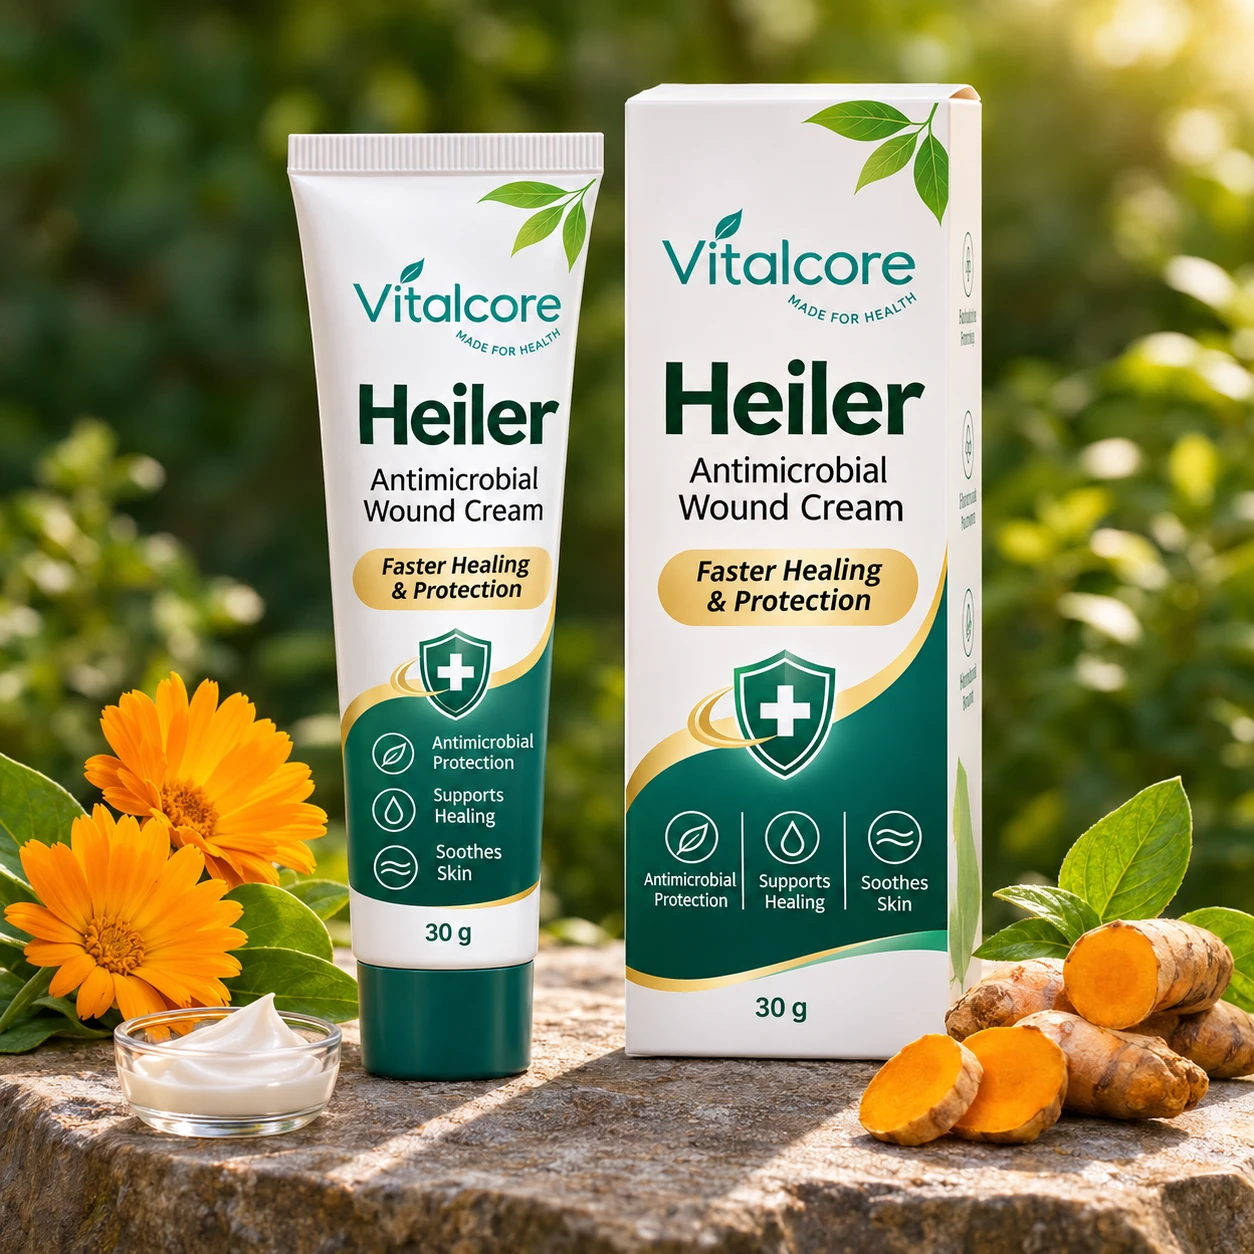 Vitalcore
MADE FOR HEALTH
Heiler
Antimicrobial
Wound Cream
Faster Healing
& Protection
Antimicrobial
Protection
Supports
Healing
Soothes
Skin
30 g
Vitalcore
MADE FOR HEALTH
Heiler
Antimicrobial
Wound Cream
Faster Healing
& Protection
Antimicrobial
Protection
Supports
Healing
Soothes
Skin
30 g